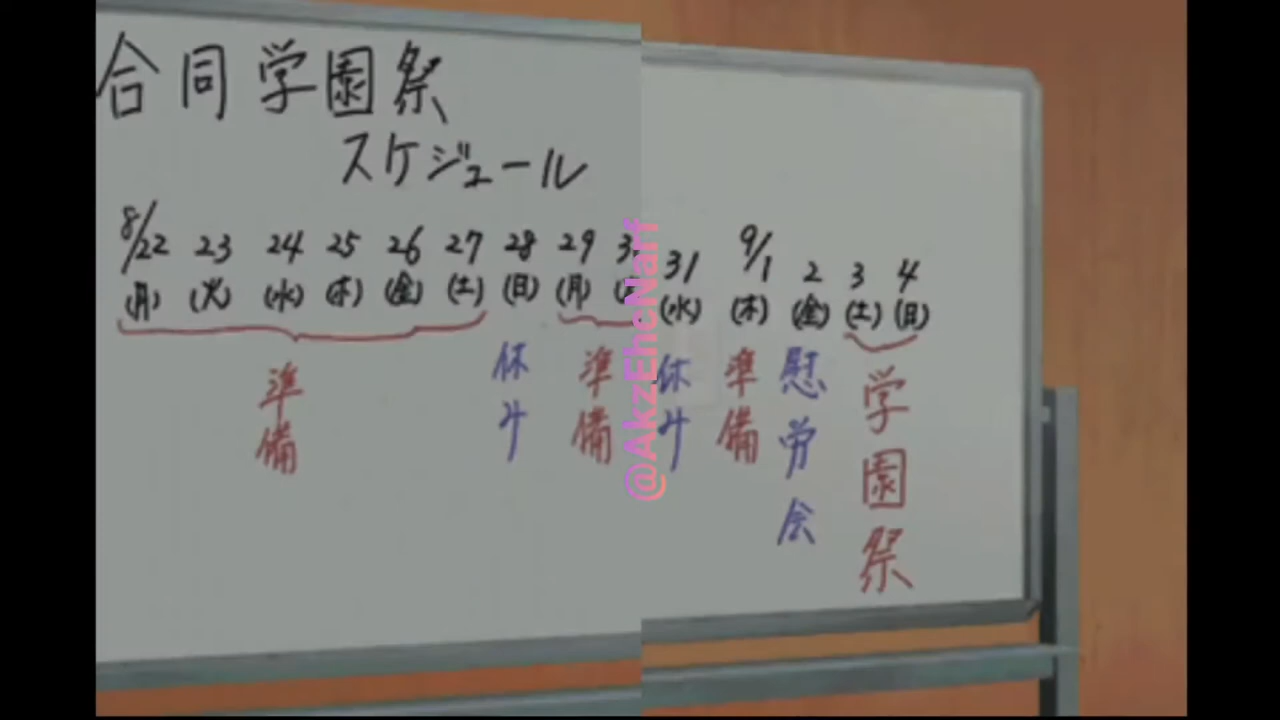 合同学園祭
スケジュール
8/22 23 24 25 26 27 28 29 3 31 9/1 2 3 4
(月) (火) (水) (木) (金) (土) (日) (月) (水) (木) (金) (土) (日)
準備 休み 準備 休み 準備 慰労会 学園祭
@AkzEhcNarf